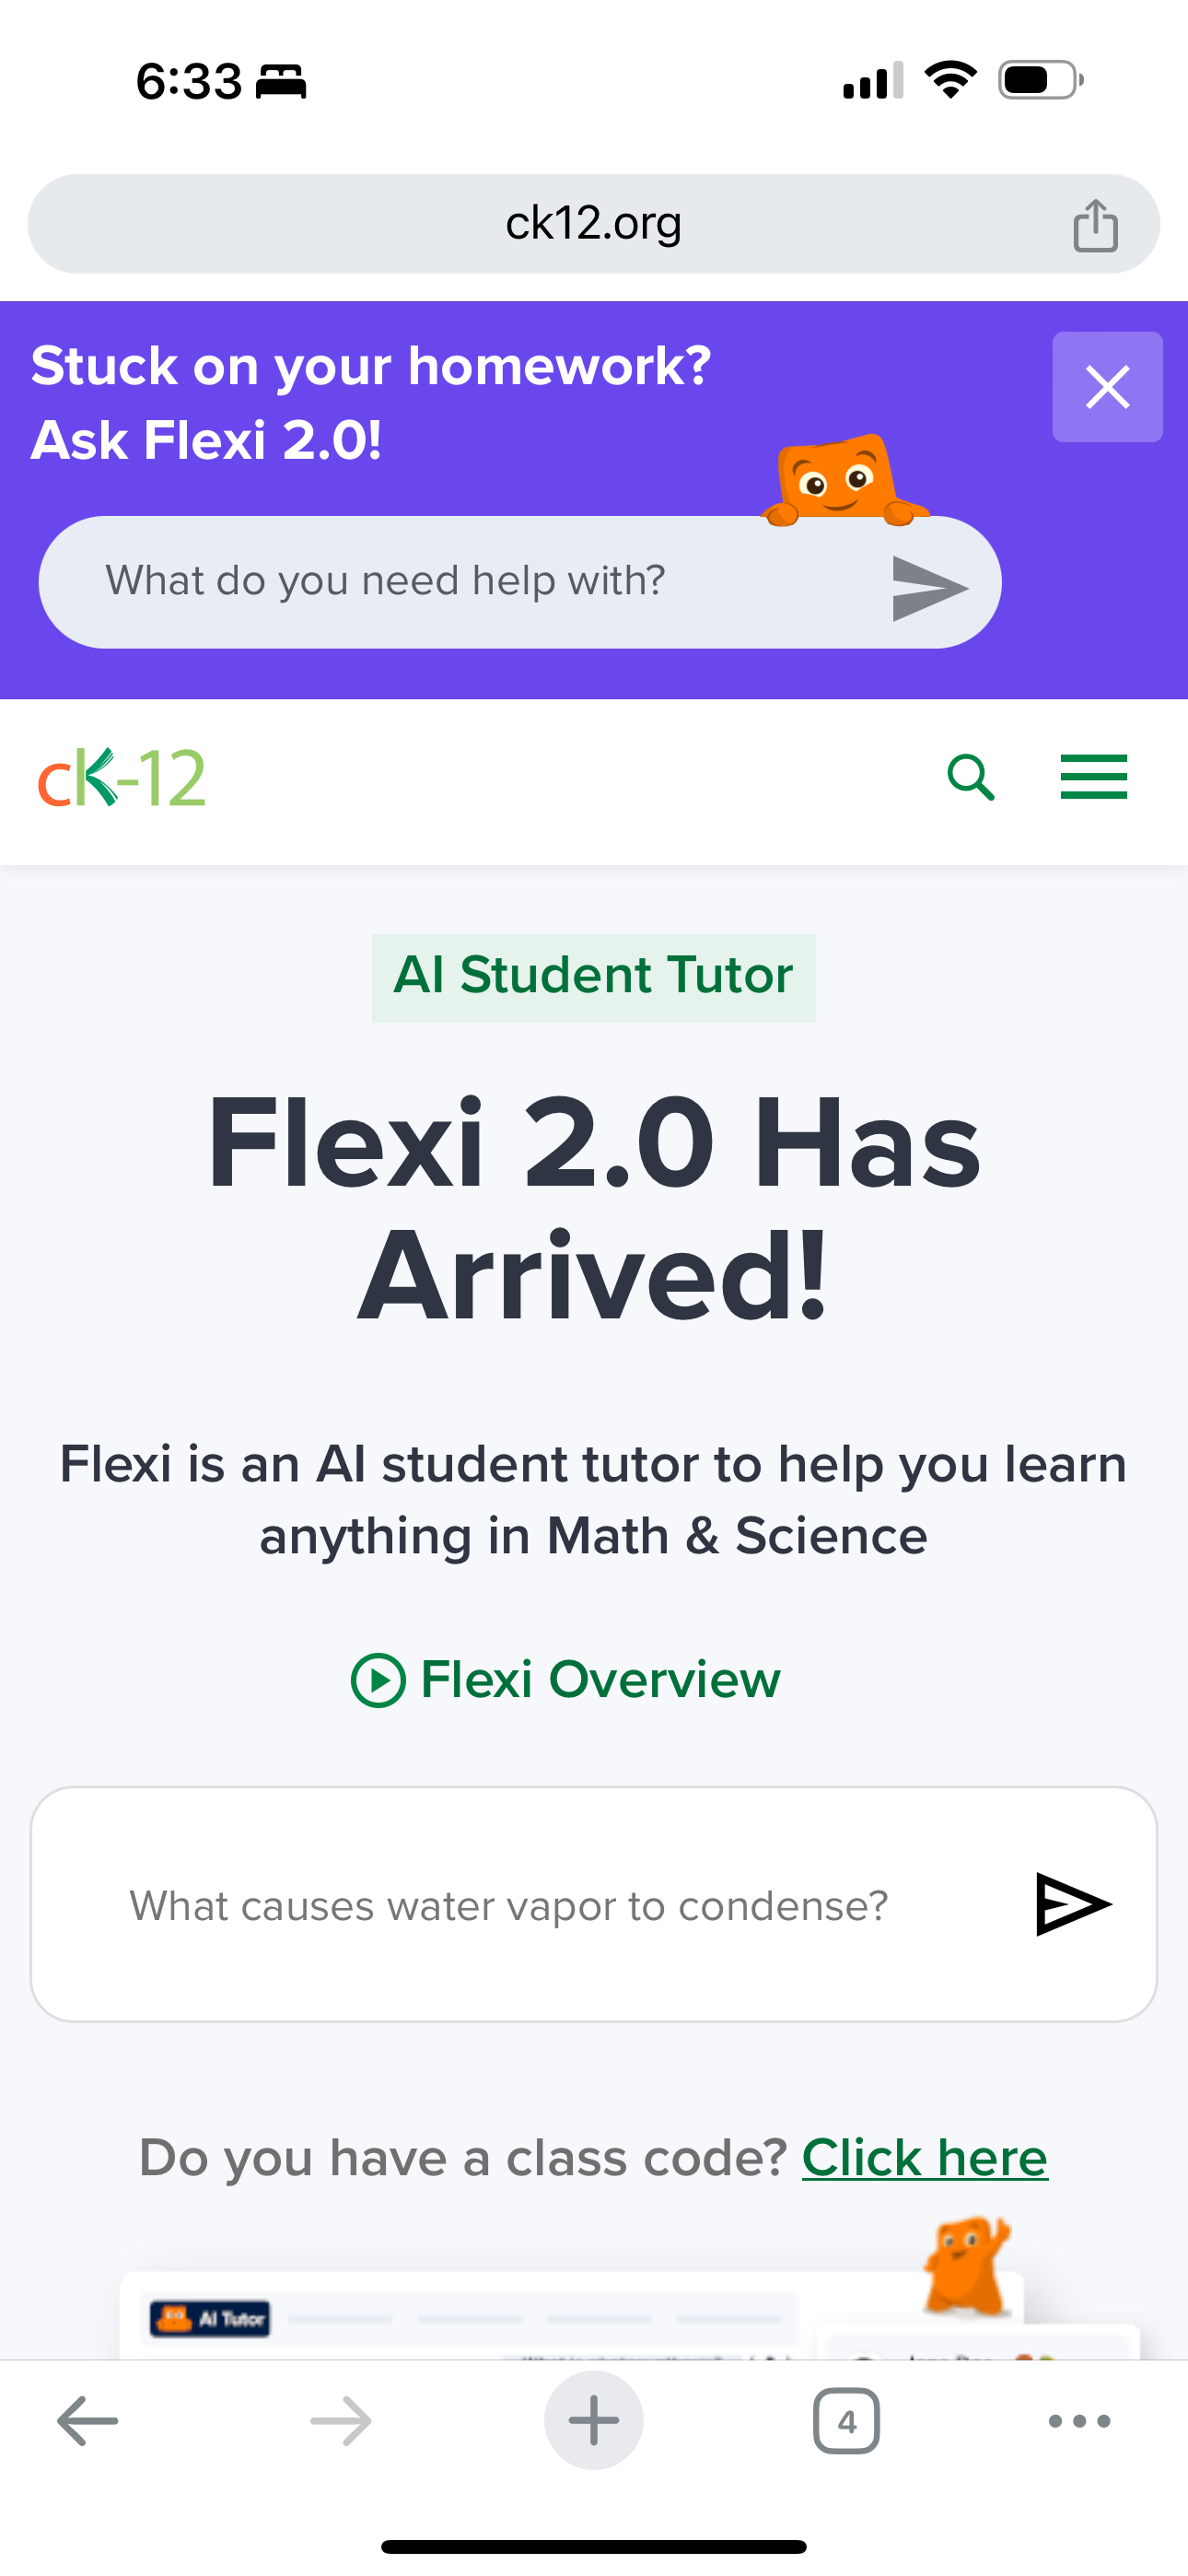 6:33
ck12.org
Stuck on your homework?
Ask Flexi 2.0!
What do you need help with?
cK-12
AI Student Tutor
Flexi 2.0 Has
Arrived!
Flexi is an AI student tutor to help you learn
anything in Math & Science
Flexi Overview
What causes water vapor to condense?
Do you have a class code? Click here
AI Tutor
4